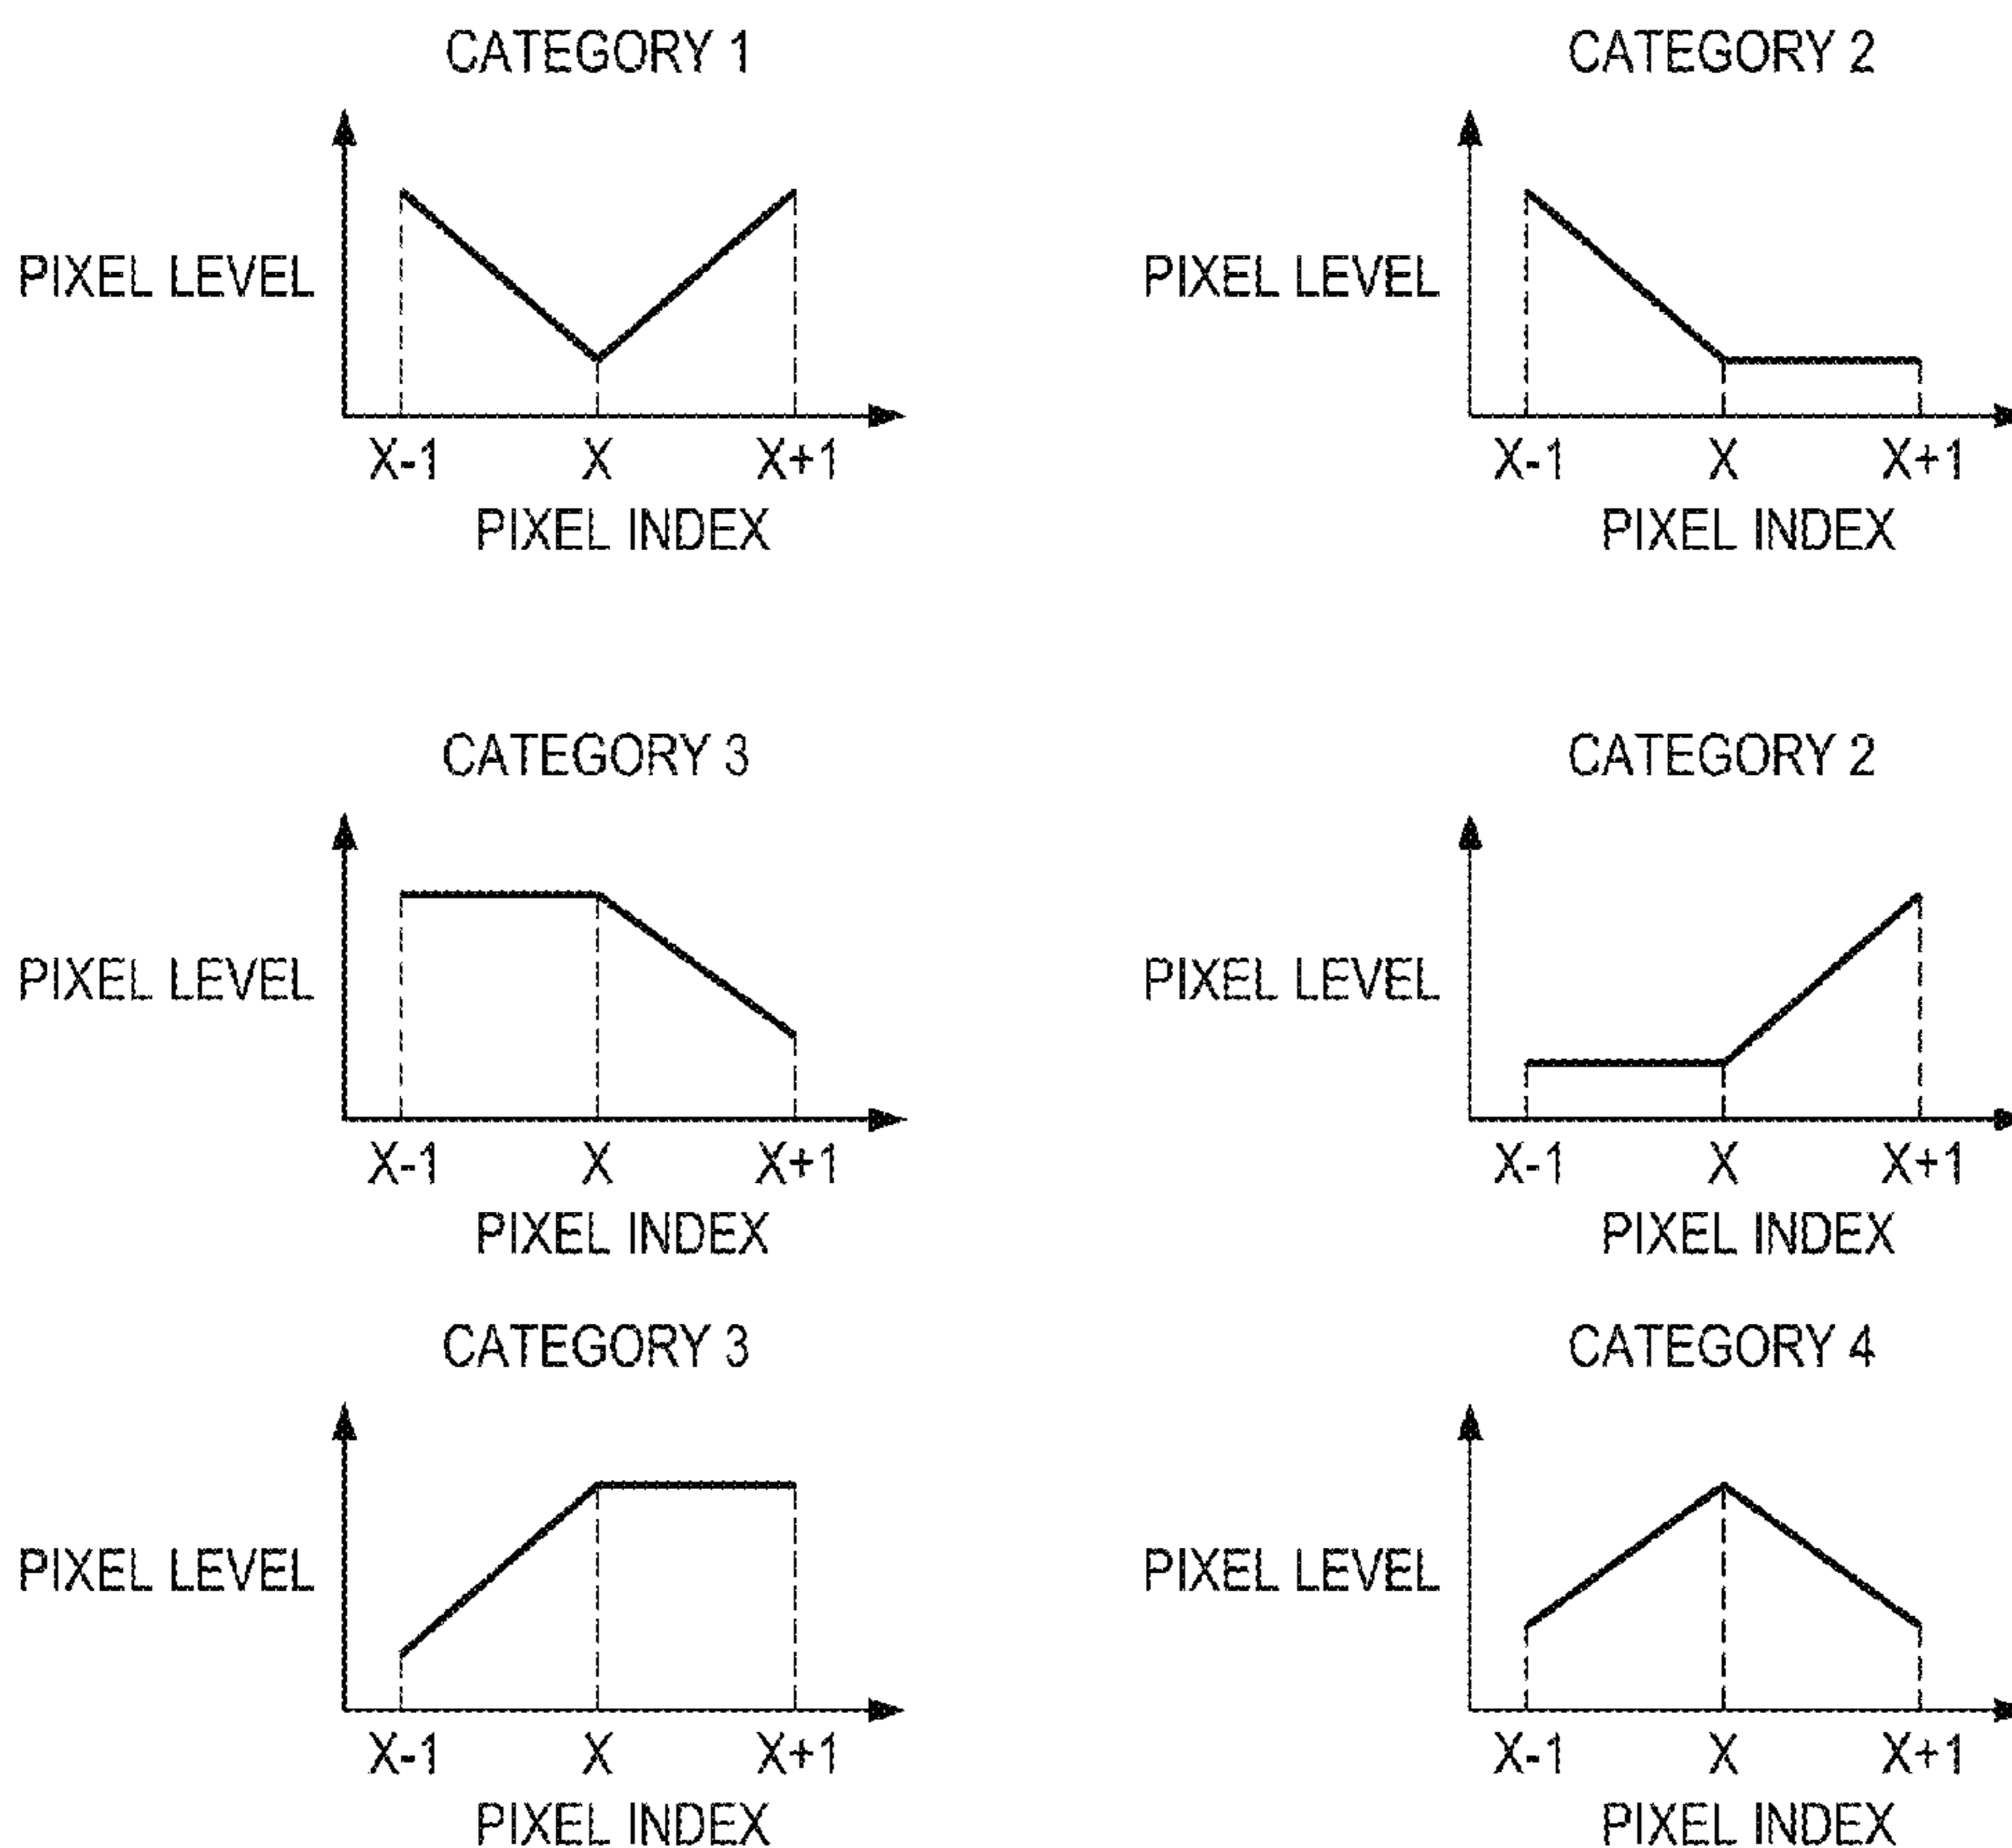 CATEGORY 1
PIXEL LEVEL
X-1 X X+1
PIXEL INDEX
CATEGORY 2
PIXEL LEVEL
X-1 X X+1
PIXEL INDEX
CATEGORY 3
PIXEL LEVEL
X-1 X X+1
PIXEL INDEX
CATEGORY 2
PIXEL LEVEL
X-1 X X+1
PIXEL INDEX
CATEGORY 3
PIXEL LEVEL
X-1 X X+1
PIXEL INDEX
CATEGORY 4
PIXEL LEVEL
X-1 X X+1
PIXEL INDEX